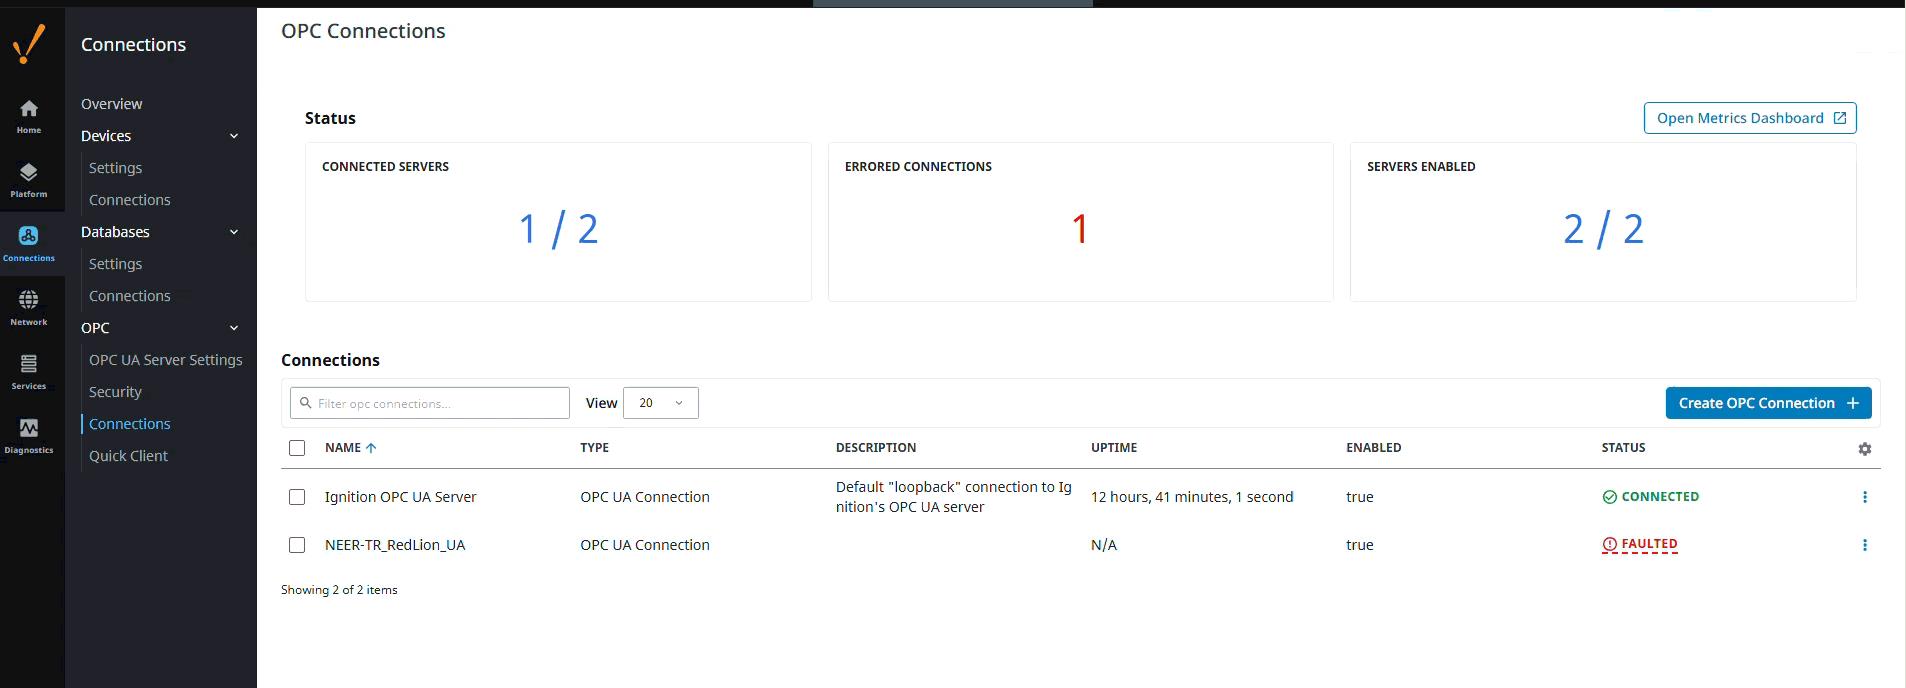 OPC Connections
Connections
Home
Platform
Connections
Network
Services
Diagnostics
Overview
Devices
Settings
Connections
Databases
Settings
Connections
OPC
OPC UA Server Settings
Security
Connections
Quick Client
Status
Open Metrics Dashboard
CONNECTED SERVERS
1 / 2
ERRORED CONNECTIONS
1
SERVERS ENABLED
2 / 2
Connections
Filter opc connections...
View
20
Create OPC Connection +
NAME TYPE DESCRIPTION UPTIME ENABLED STATUS
Ignition OPC UA Server OPC UA Connection Default "loopback" connection to Ig
nition's OPC UA server 12 hours, 41 minutes, 1 second true CONNECTED
NEER-TR_RedLion_UA OPC UA Connection N/A true FAULTED
Showing 2 of 2 items